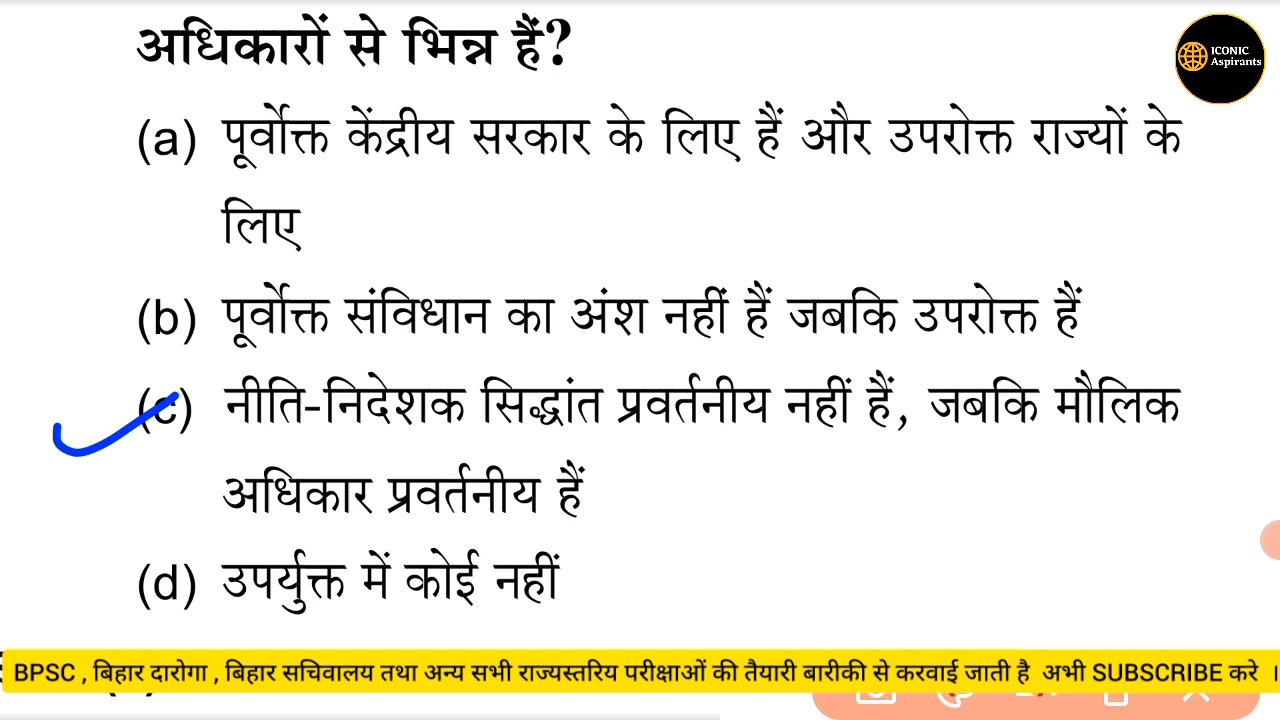 अधिकारों से भिन्न हैं?
ICONIC
Aspirants
(a) पूर्वोक्त केंद्रीय सरकार के लिए हैं और उपरोक्त राज्यों के
लिए
(b) पूर्वोक्त संविधान का अंश नहीं हैं जबकि उपरोक्त हैं
(c) नीति-निदेशक सिद्धांत प्रवर्तनीय नहीं हैं, जबकि मौलिक
अधिकार प्रवर्तनीय हैं
(d) उपर्युक्त में कोई नहीं
BPSC , बिहार दारोगा , बिहार सचिवालय तथा अन्य सभी राज्यस्तरिय परीक्षाओं की तैयारी बारीकी से करवाई जाती है अभी SUBSCRIBE करे ।